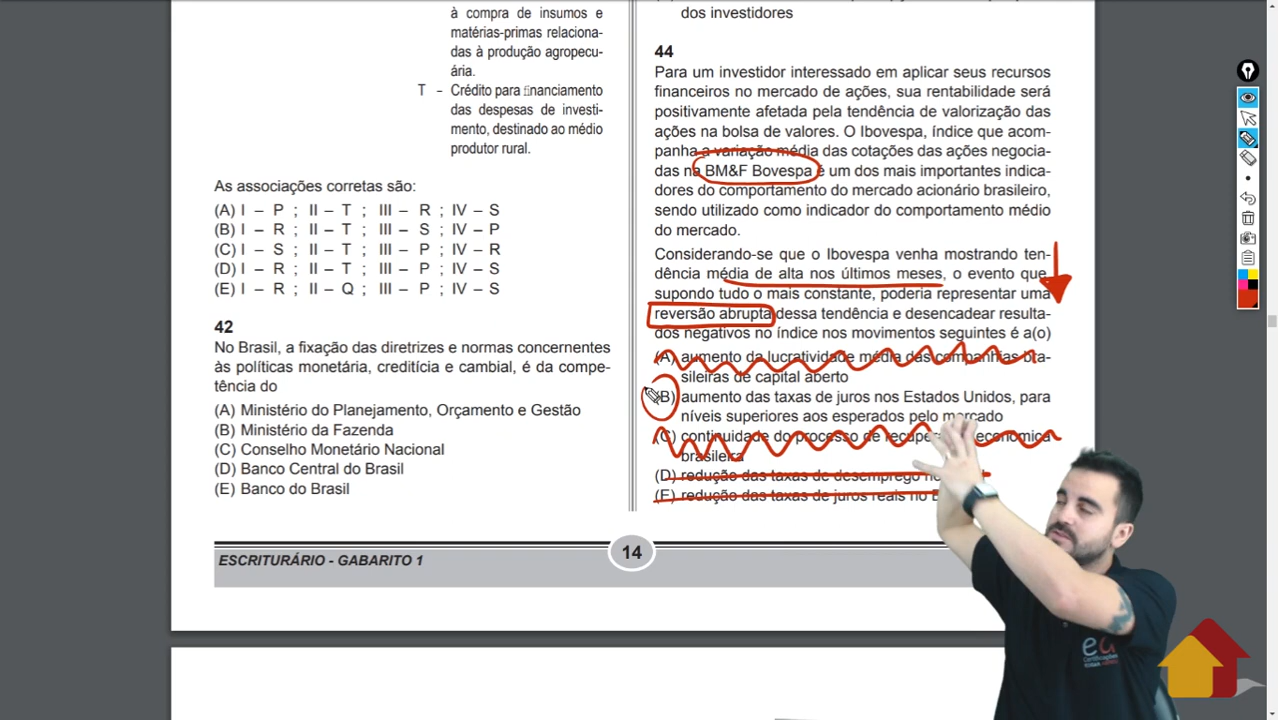 à compra de insumos e
matérias-primas relaciona-
das à produção agropecu-
ária.
T – Crédito para financiamento
das despesas de investi-
mento, destinado ao médio
produtor rural.
As associações corretas são:
(A) I – P ; II – T ; III – R ; IV – S
(B) I – R ; II – T ; III – S ; IV – P
(C) I – S ; II – T ; III – P ; IV – R
(D) I – R ; II – T ; III – P ; IV – S
(E) I – R ; II – Q ; III – P ; IV – S
42
No Brasil, a fixação das diretrizes e normas concernentes
às políticas monetária, creditícia e cambial, é da compe-
tência do
(A) Ministério do Planejamento, Orçamento e Gestão
(B) Ministério da Fazenda
(C) Conselho Monetário Nacional
(D) Banco Central do Brasil
(E) Banco do Brasil
dos investidores
44
Para um investidor interessado em aplicar seus recursos
financeiros no mercado de ações, sua rentabilidade será
positivamente afetada pela tendência de valorização das
ações na bolsa de valores. O Ibovespa, índice que acom-
panha a variação média das cotações das ações negocia-
das na BM&F Bovespa é um dos mais importantes indica-
dores do comportamento do mercado acionário brasileiro,
sendo utilizado como indicador do comportamento médio
do mercado.
Considerando-se que o Ibovespa venha mostrando ten-
dência média de alta nos últimos meses, o evento que,
supondo tudo o mais constante, poderia representar uma
reversão abrupta dessa tendência e desencadear resulta-
dos negativos no índice nos movimentos seguintes é a(o)
(A) aumento da lucratividade média das companhias bra-
sileiras de capital aberto
(B) aumento das taxas de juros nos Estados Unidos, para
níveis superiores aos esperados pelo mercado
(C) continuidade do processo de recuperação econômica
brasileira
(D) redução das taxas de desemprego no
(E) redução das taxas de juros reais no
ESCRITURÁRIO - GABARITO 1
14
ea
Certificações